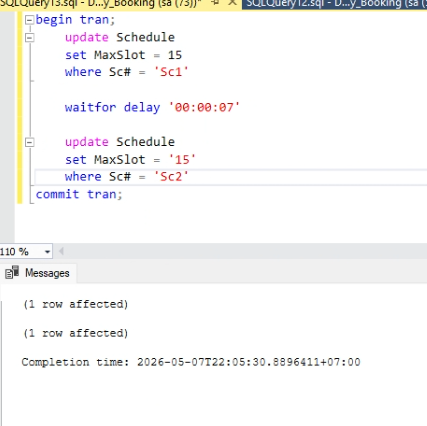 SQLQuery13.sql - D...y_Booking (sa (73))* SQLQuery12.sql - D...y_Booking (sa (
begin tran;
update Schedule
set MaxSlot = 15
where Sc# = 'Sc1'
waitfor delay '00:00:07'
update Schedule
set MaxSlot = '15'
where Sc# = 'Sc2'
commit tran;
110 %
Messages
(1 row affected)
(1 row affected)
Completion time: 2026-05-07T22:05:30.8896411+07:00